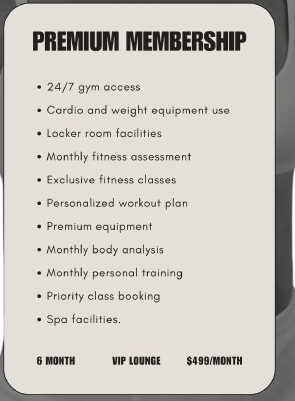 PREMIUM MEMBERSHIP
• 24/7 gym access
• Cardio and weight equipment use
• Locker room facilities
• Monthly fitness assessment
• Exclusive fitness classes
• Personalized workout plan
• Premium equipment
• Monthly body analysis
• Monthly personal training
• Priority class booking
• Spa facilities.
6 MONTH VIP LOUNGE $499/MONTH